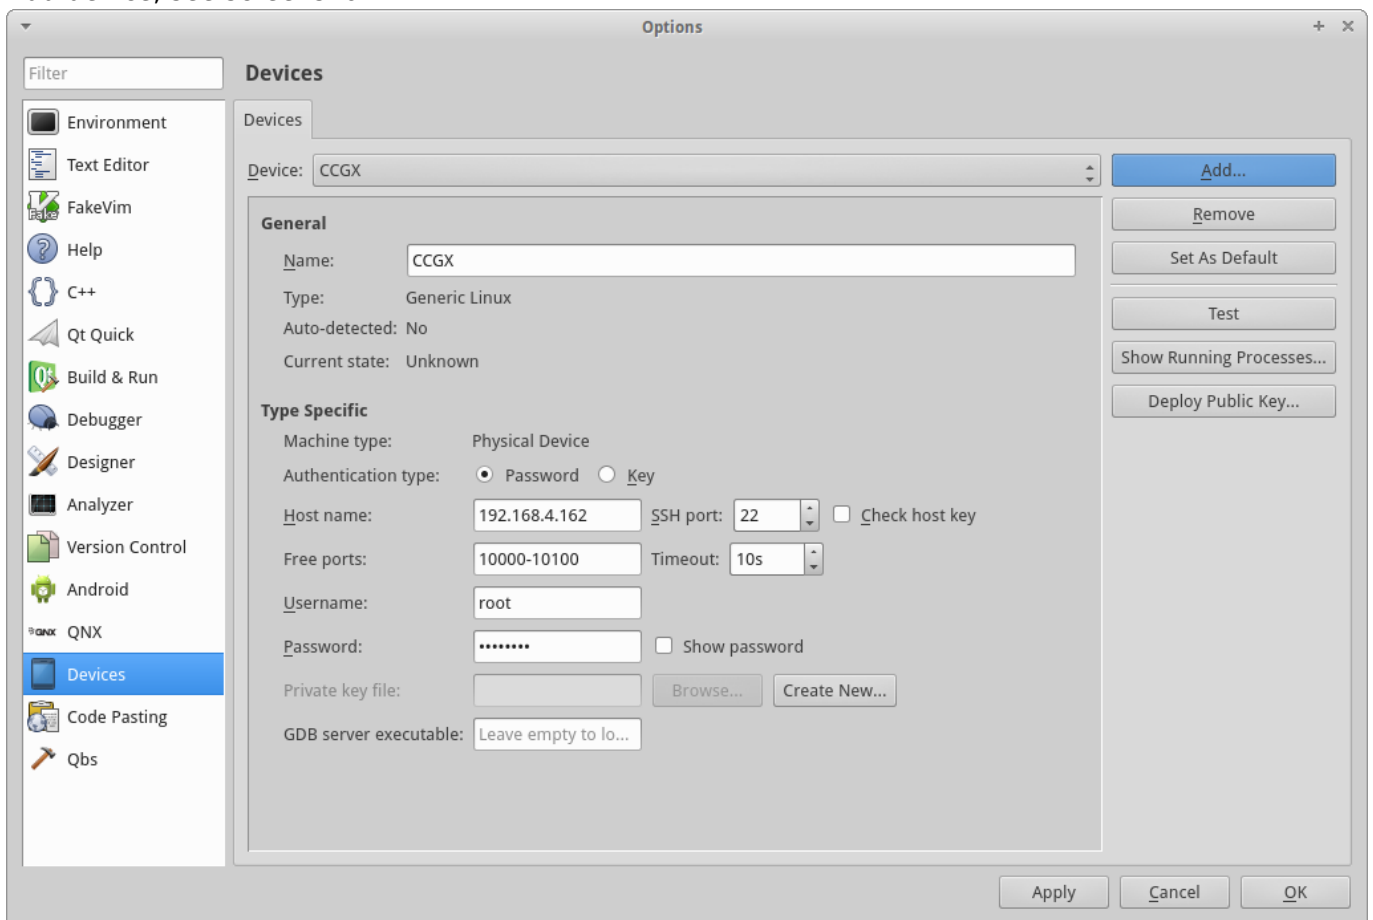 Options
Filter
Devices
Environment
Text Editor
FakeVim
Help
C++
Qt Quick
Build & Run
Debugger
Designer
Analyzer
Version Control
Android
QNX
Devices
Code Pasting
Qbs
Devices
Device: CCGX
General
Name: CCGX
Type: Generic Linux
Auto-detected: No
Current state: Unknown
Type Specific
Machine type: Physical Device
Authentication type: Password Key
Host name: 192.168.4.162 SSH port: 22 Check host key
Free ports: 10000-10100 Timeout: 10s
Username: root
Password: •••••••• Show password
Private key file: Browse... Create New...
GDB server executable: Leave empty to lo...
Add...
Remove
Set As Default
Test
Show Running Processes...
Deploy Public Key...
Apply Cancel OK